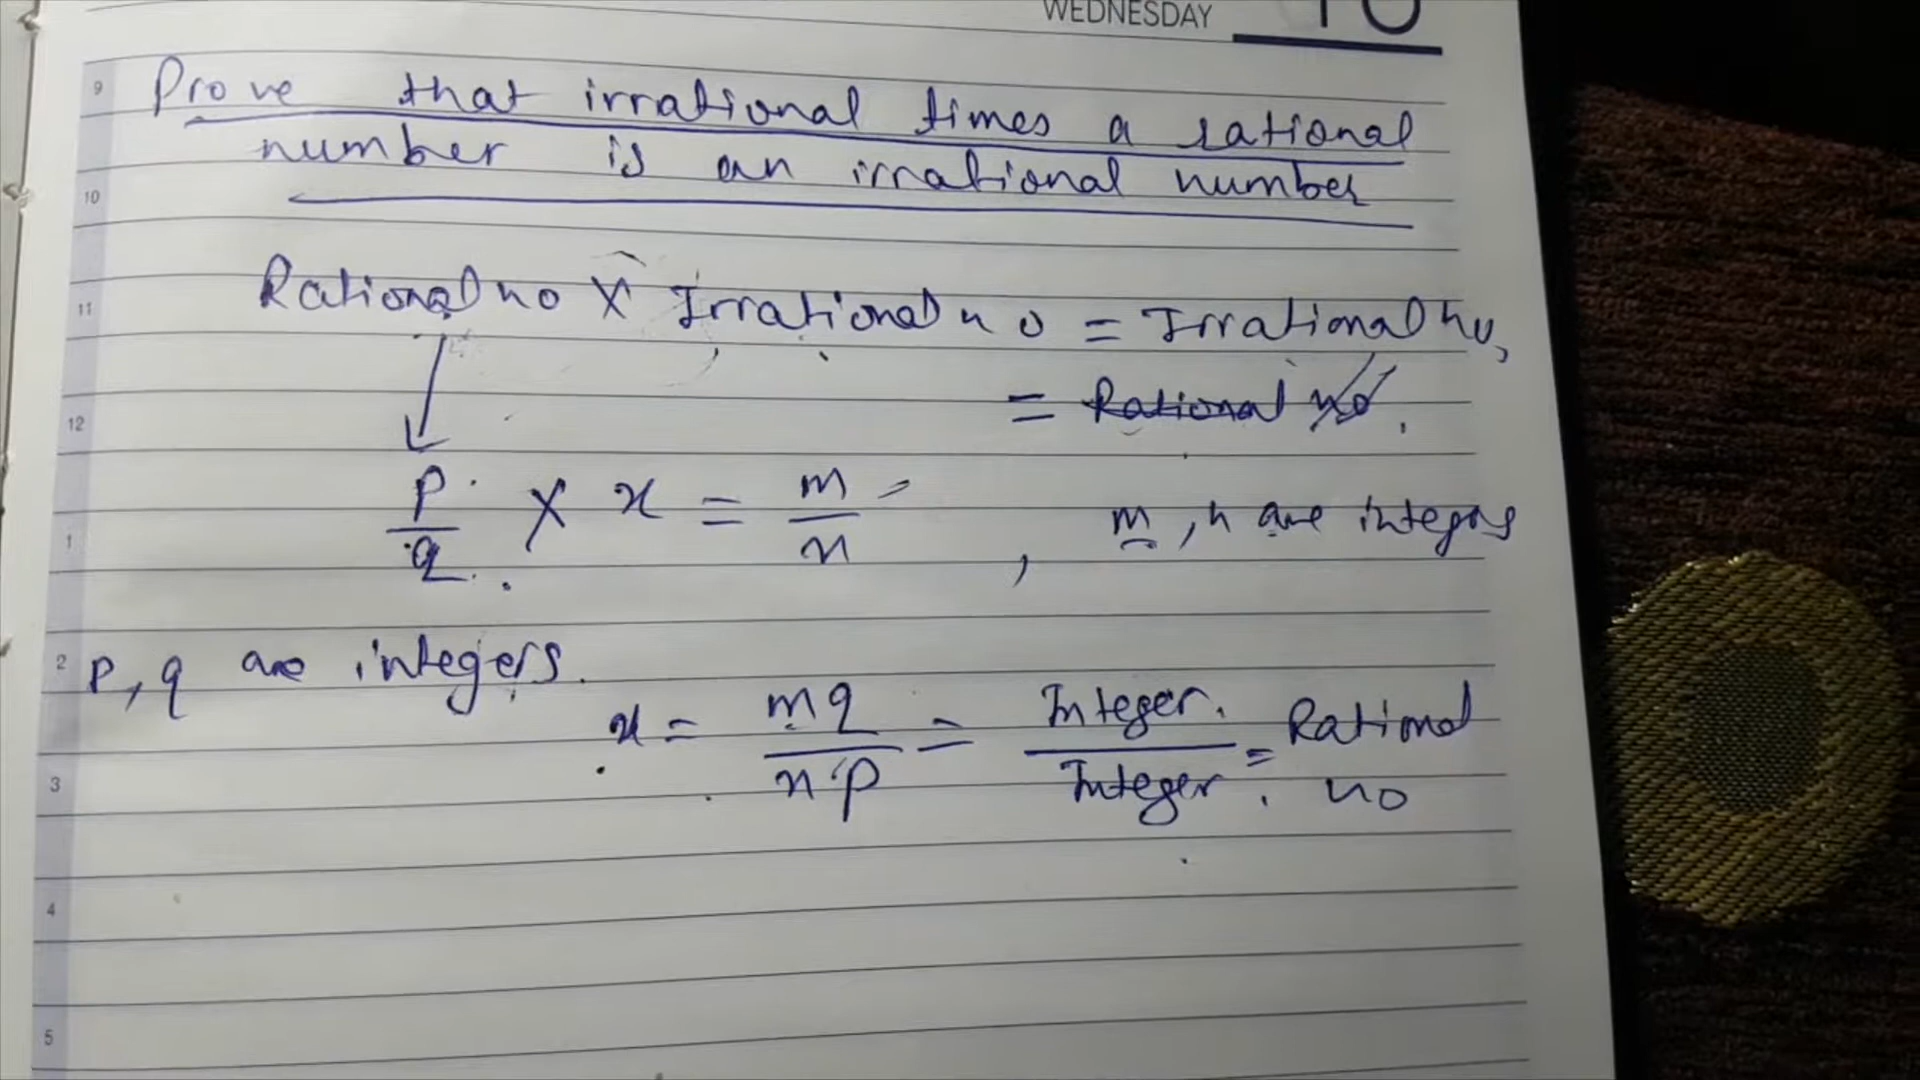 WEDNESDAY 10
9 Prove that irrational times a rational
number is an irrational number
10
11 Rational no X Irrational no = Irrational no,
= Rational no.
12
p/q X x = m/n , m, n are integers
1
2 p, q are integers.
x = mq/n·p = Integer./Integer. = Rational no
3
4
5